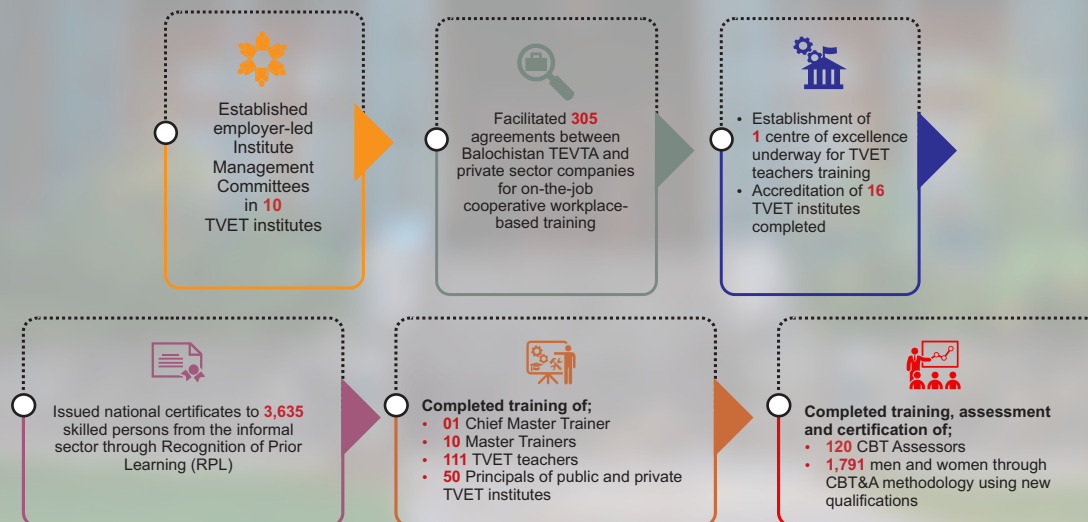 Established
employer-led
Institute
Management
Committees
in 10
TVET institutes
Facilitated 305
agreements between
Balochistan TEVTA and
private sector companies
for on-the-job
cooperative workplace-
based training
• Establishment of
1 centre of excellence
underway for TVET
teachers training
• Accreditation of 16
TVET institutes
completed
Issued national certificates to 3,635
skilled persons from the informal
sector through Recognition of Prior
Learning (RPL)
Completed training of;
• 01 Chief Master Trainer
• 10 Master Trainers
• 111 TVET teachers
• 50 Principals of public and private
TVET institutes
Completed training, assessment
and certification of;
• 120 CBT Assessors
• 1,791 men and women through
CBT&A methodology using new
qualifications